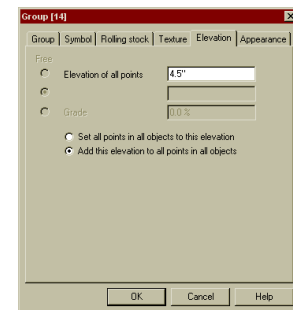 Group [14]
Group Symbol Rolling stock Texture Elevation Appearance
Free
Elevation of all points 4.5"
Grade 0.0 %
Set all points in all objects to this elevation
Add this elevation to all points in all objects
OK Cancel Help